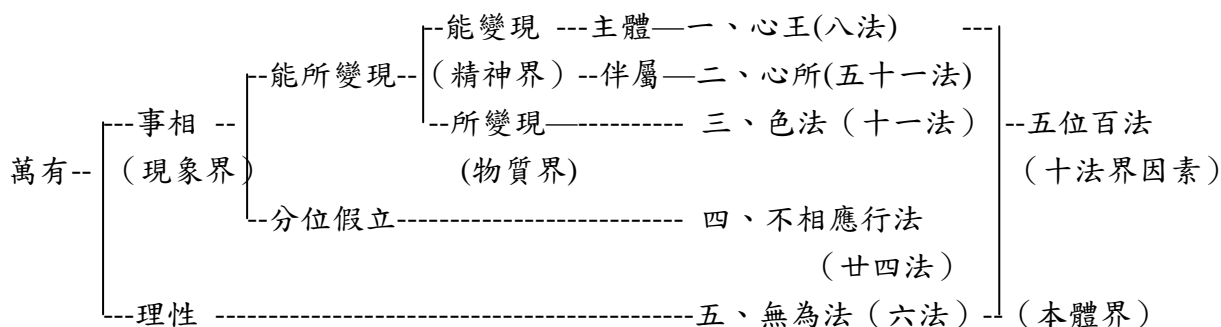 --能變現 ---主體—一、心王(八法) ---
--能所變現--（精神界）--伴屬—二、心所(五十一法)
---事相 -- --所變現—---------- 三、色法（十一法） --五位百法
萬有-- （現象界） (物質界) （十法界因素）
--分位假立------------------------- 四、不相應行法
（廿四法）
---理性 ------------------------------------------五、無為法（六法）--（本體界）